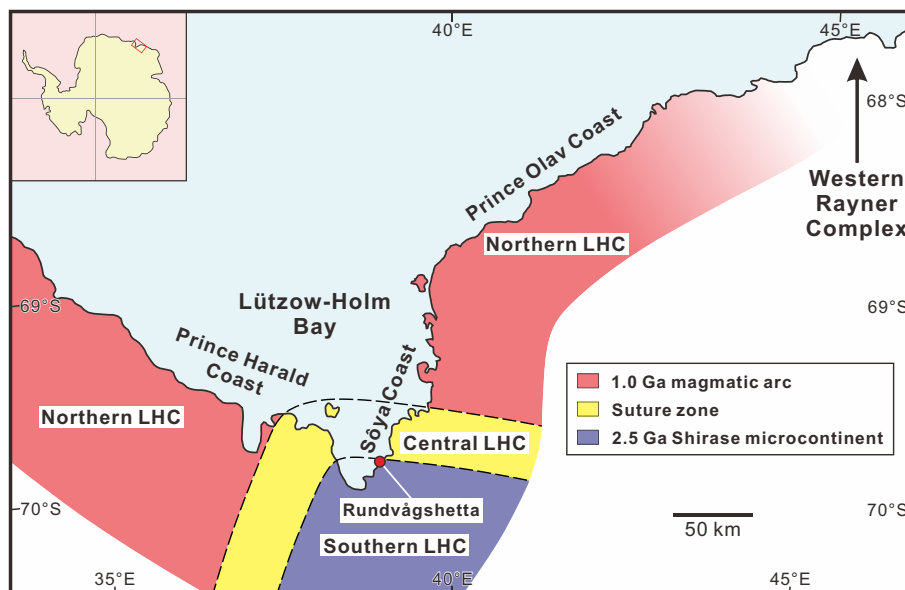 40°E
45°E
68°S
Prince Olav Coast
Western
Rayner
Complex
Northern LHC
69°S
Lützow-Holm
Bay
69°S
Prince Harald
Coast
Sôya Coast
1.0 Ga magmatic arc
Suture zone
2.5 Ga Shirase microcontinent
Northern LHC
Central LHC
70°S
Rundvågshetta
70°S
50 km
Southern LHC
35°E
40°E
45°E